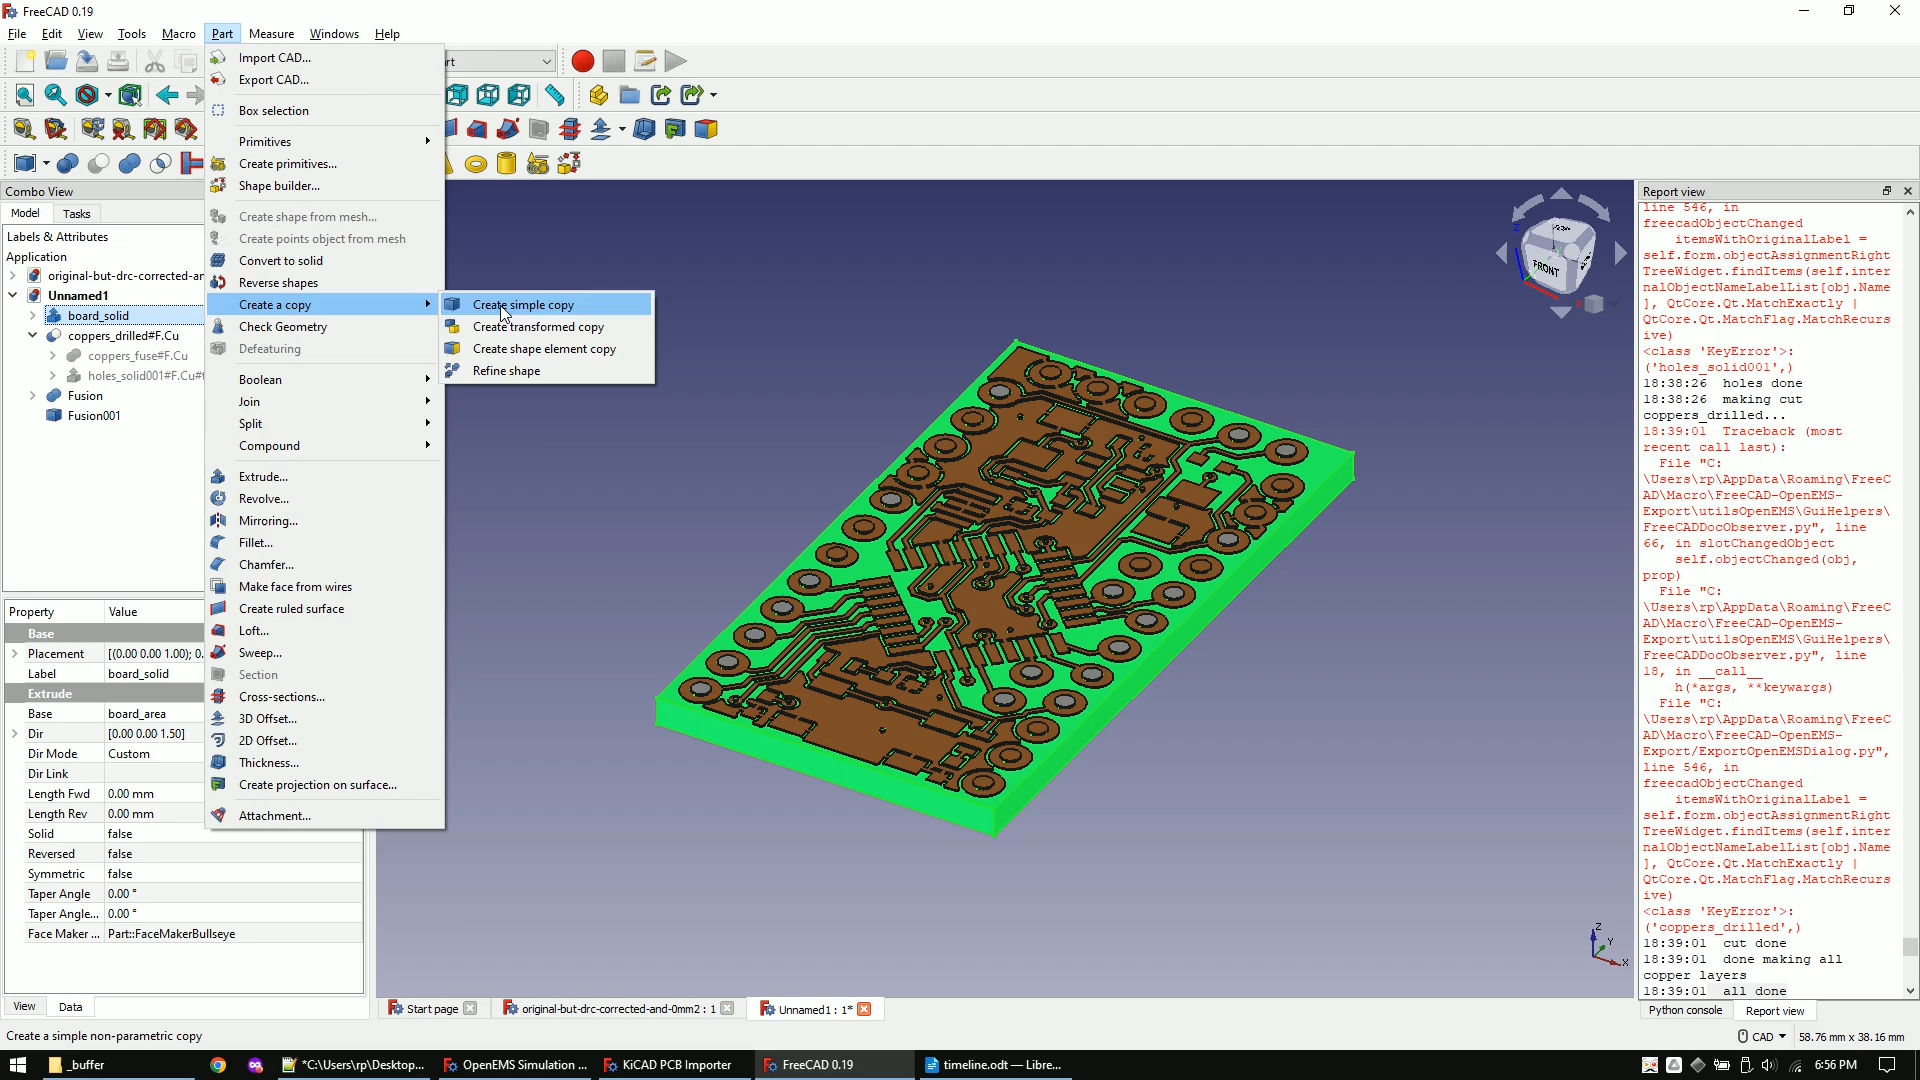 FreeCAD 0.19
File Edit View Tools Macro Part Measure Windows Help
Import CAD...
Export CAD...
Box selection
Primitives
Create primitives...
Shape builder...
Create shape from mesh...
Create points object from mesh
Convert to solid
Reverse shapes
Create a copy
Check Geometry
Defeaturing
Boolean
Join
Split
Compound
Extrude...
Revolve...
Mirroring...
Fillet...
Chamfer...
Make face from wires
Create ruled surface
Loft...
Sweep...
Section
Cross-sections...
3D Offset...
2D Offset...
Thickness...
Create projection on surface...
Attachment...
Create simple copy
Create transformed copy
Create shape element copy
Refine shape
rt
Combo View
Model Tasks
Labels & Attributes
Application
original-but-drc-corrected-ar
Unnamed1
board_solid
coppers_drilled#F.Cu
coppers_fuse#F.Cu
holes_solid001#F.Cu#
Fusion
Fusion001
Property Value
Base
Placement [(0.00 0.00 1.00); 0.
Label board_solid
Extrude
Base board_area
Dir [0.00 0.00 1.50]
Dir Mode Custom
Dir Link
Length Fwd 0.00 mm
Length Rev 0.00 mm
Solid false
Reversed false
Symmetric false
Taper Angle 0.00 °
Taper Angle... 0.00 °
Face Maker ... Part::FaceMakerBullseye
View Data
FRONT
Z
Z
Y
X
Start page
original-but-drc-corrected-and-0mm2 : 1
Unnamed1 : 1*
Report view
line 546, in
freecadObjectChanged
itemsWithOriginalLabel =
self.form.objectAssignmentRight
TreeWidget.findItems(self.inter
nalObjectNameLabelList[obj.Name
], QtCore.Qt.MatchExactly |
QtCore.Qt.MatchFlag.MatchRecurs
ive)
<class 'KeyError'>:
('holes_solid001',)
18:38:26 holes done
18:38:26 making cut
coppers_drilled...
18:39:01 Traceback (most
recent call last):
File "C:
\Users\rp\AppData\Roaming\FreeC
AD\Macro\FreeCAD-OpenEMS-
Export\utilsOpenEMS\GuiHelpers\
FreeCADDocObserver.py", line
66, in slotChangedObject
self.objectChanged(obj,
prop)
File "C:
\Users\rp\AppData\Roaming\FreeC
AD\Macro\FreeCAD-OpenEMS-
Export\utilsOpenEMS\GuiHelpers\
FreeCADDocObserver.py", line
18, in __call__
h(*args, **keywargs)
File "C:
\Users\rp\AppData\Roaming\FreeC
AD\Macro\FreeCAD-OpenEMS-
Export/ExportOpenEMSDialog.py",
line 546, in
freecadObjectChanged
itemsWithOriginalLabel =
self.form.objectAssignmentRight
TreeWidget.findItems(self.inter
nalObjectNameLabelList[obj.Name
], QtCore.Qt.MatchExactly |
QtCore.Qt.MatchFlag.MatchRecurs
ive)
<class 'KeyError'>:
('coppers_drilled',)
18:39:01 cut done
18:39:01 done making all
copper layers
18:39:01 all done
Python console Report view
Create a simple non-parametric copy
CAD 58.76 mm x 38.16 mm
_buffer
*C:\Users\rp\Desktop...
OpenEMS Simulation ...
KiCAD PCB Importer
FreeCAD 0.19
timeline.odt — Libre...
6:56 PM